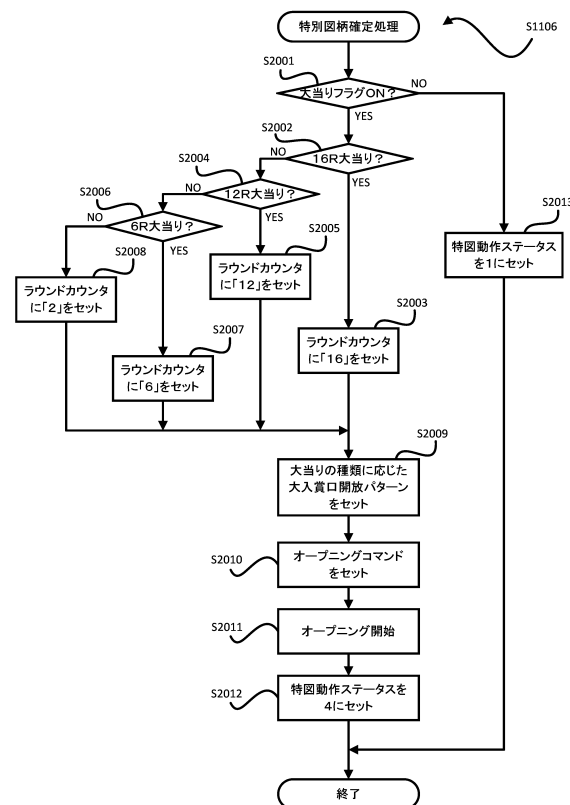 特別図柄確定処理
S1106
S2001
大当りフラグON？
NO
YES
S2002
16R大当り？
NO
YES
S2004
12R大当り？
NO
YES
S2006
6R大当り？
NO
YES
S2013
特図動作ステータス
を1にセット
S2005
ラウンドカウンタ
に「12」をセット
S2008
ラウンドカウンタ
に「2」をセット
S2003
ラウンドカウンタ
に「16」をセット
S2007
ラウンドカウンタ
に「6」をセット
S2009
大当りの種類に応じた
大入賞口開放パターン
をセット
S2010
オープニングコマンド
をセット
S2011
オープニング開始
S2012
特図動作ステータスを
4にセット
終了